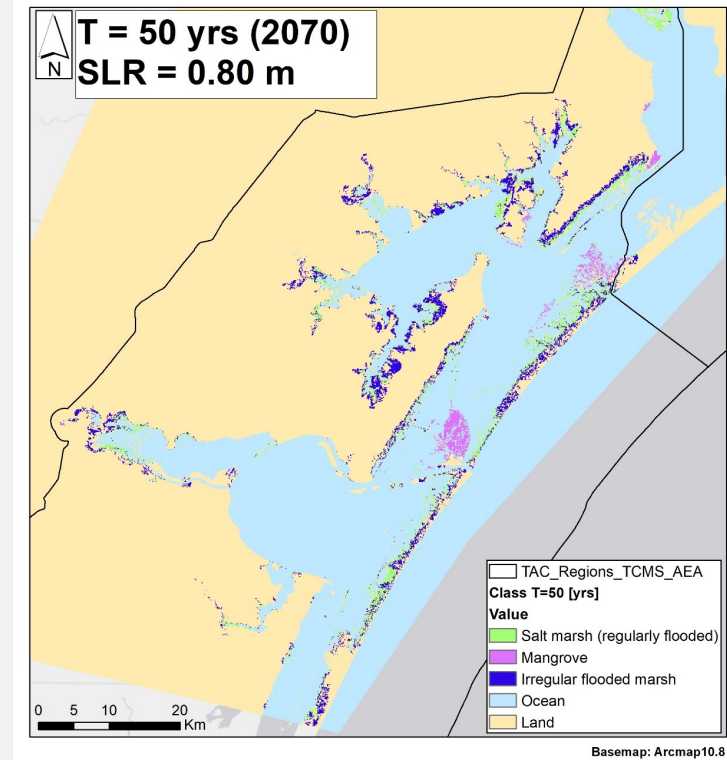 T = 50 yrs (2070)
SLR = 0.80 m
N
TAC_Regions_TCMS_AEA
Class T=50 [yrs]
Value
Salt marsh (regularly flooded)
Mangrove
Irregular flooded marsh
Ocean
Land
0 5 10 20
Km
Basemap: Arcmap10.8